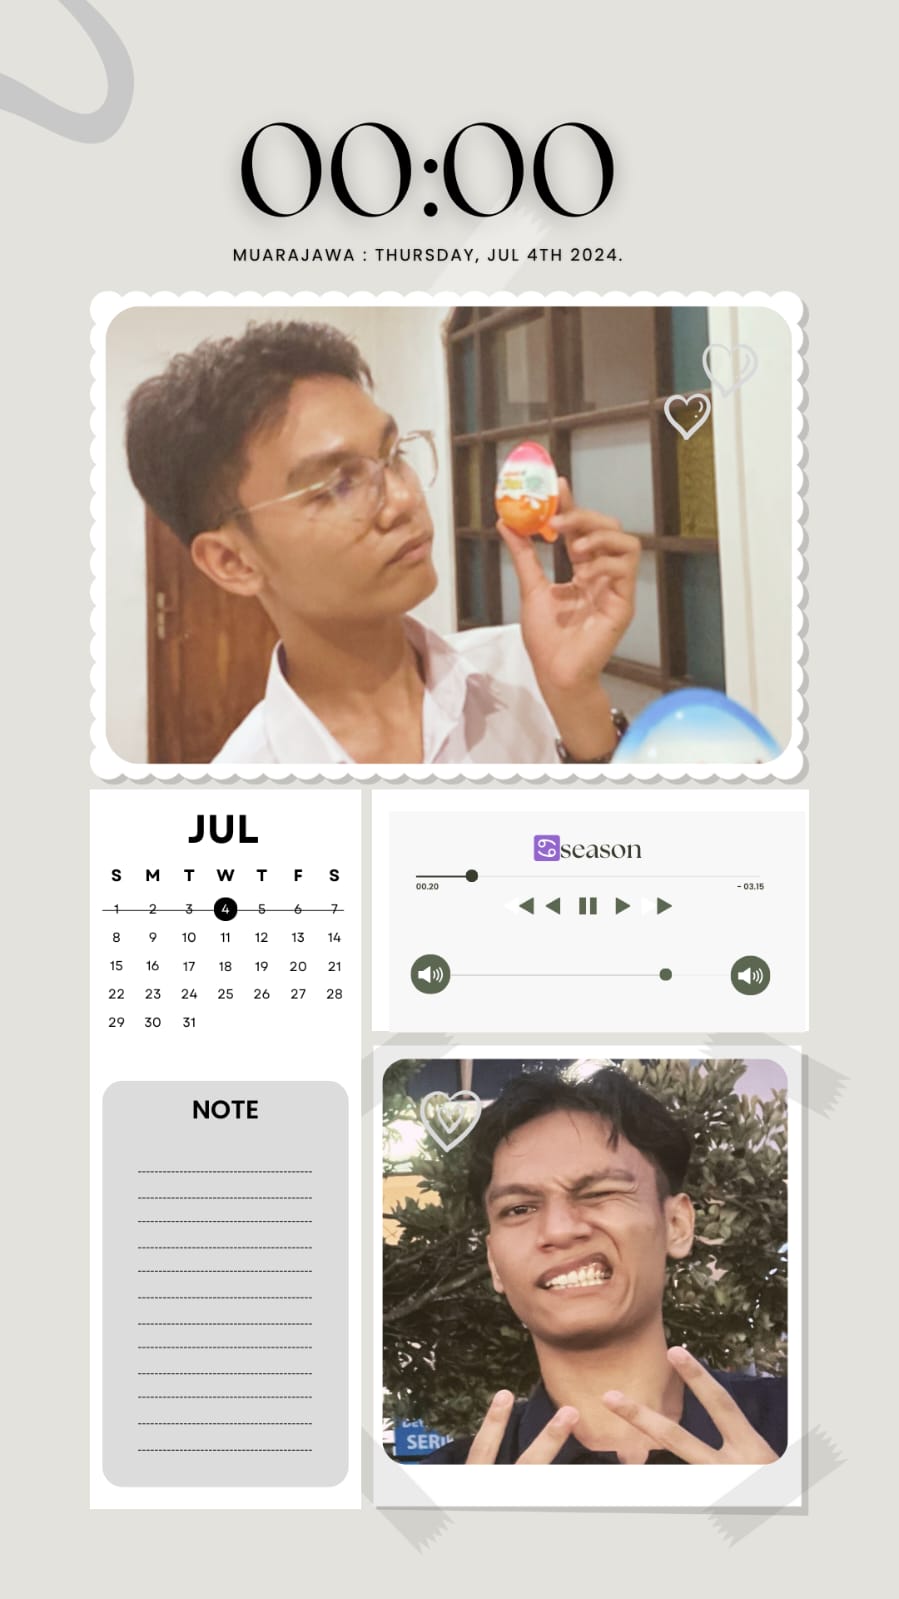 00:00
MUARAJAWA : THURSDAY, JUL 4TH 2024.
JUL
S M T W T F S
1 2 3 4 5 6 7
8 9 10 11 12 13 14
15 16 17 18 19 20 21
22 23 24 25 26 27 28
29 30 31
♋season
00.20 - 03.15
NOTE
SERI